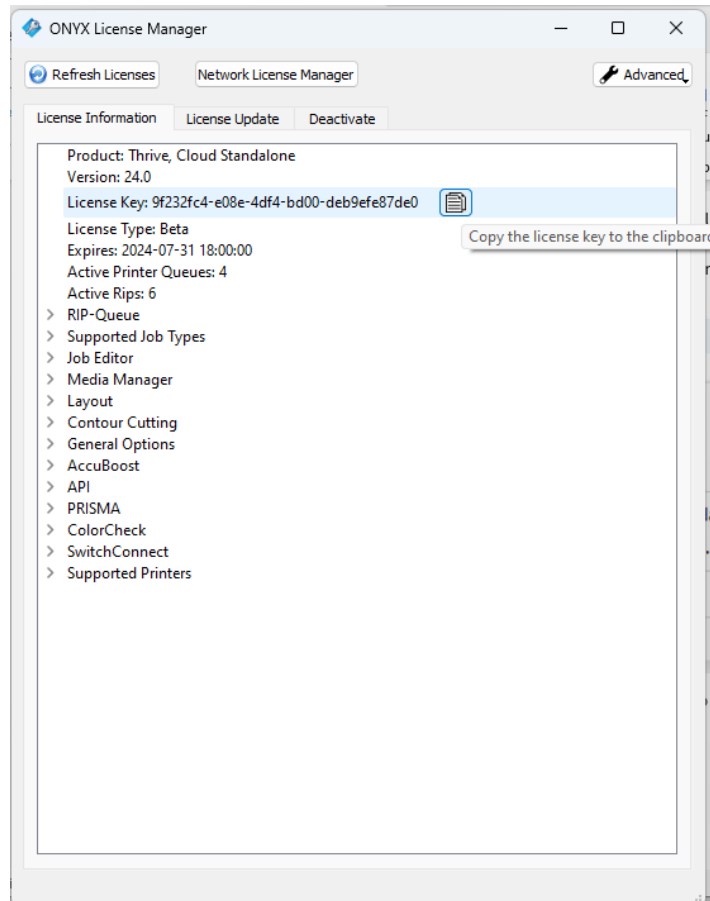 ONYX License Manager
Refresh Licenses
Network License Manager
Advanced
License Information
License Update
Deactivate
Product: Thrive, Cloud Standalone
Version: 24.0
License Key: 9f232fc4-e08e-4df4-bd00-deb9efe87de0
Copy the license key to the clipboard
License Type: Beta
Expires: 2024-07-31 18:00:00
Active Printer Queues: 4
Active Rips: 6
RIP-Queue
Supported Job Types
Job Editor
Media Manager
Layout
Contour Cutting
General Options
AccuBoost
API
PRISMA
ColorCheck
SwitchConnect
Supported Printers